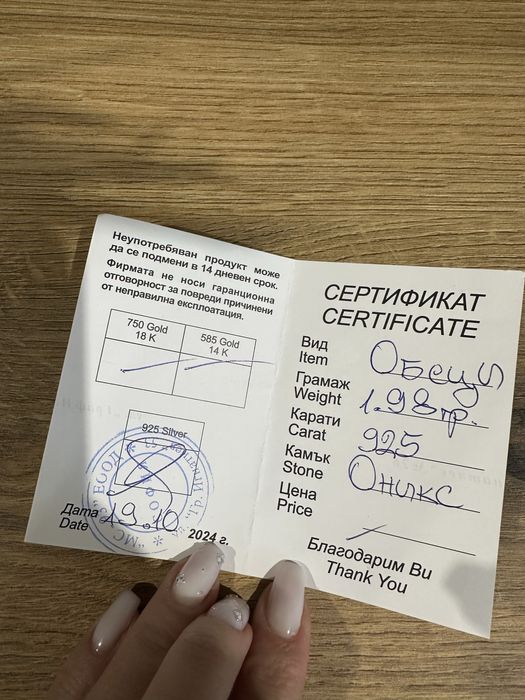 Неупотребяван продукт може
да се подмени в 14 дневен срок.
Фирмата не носи гаранционна
отговорност за повреди причинени
от неправилна експлоатация.
750 Gold
18 K
585 Gold
14 K
925 Silver
Дата
Date
19.10
2024 г.
СЕРТИФИКАТ
CERTIFICATE
Вид
Item
Обеци
Грамаж
Weight
1.98гр.
Карати
Carat
925
Камък
Stone
Оникс
Цена
Price
Благодарим Ви
Thank You